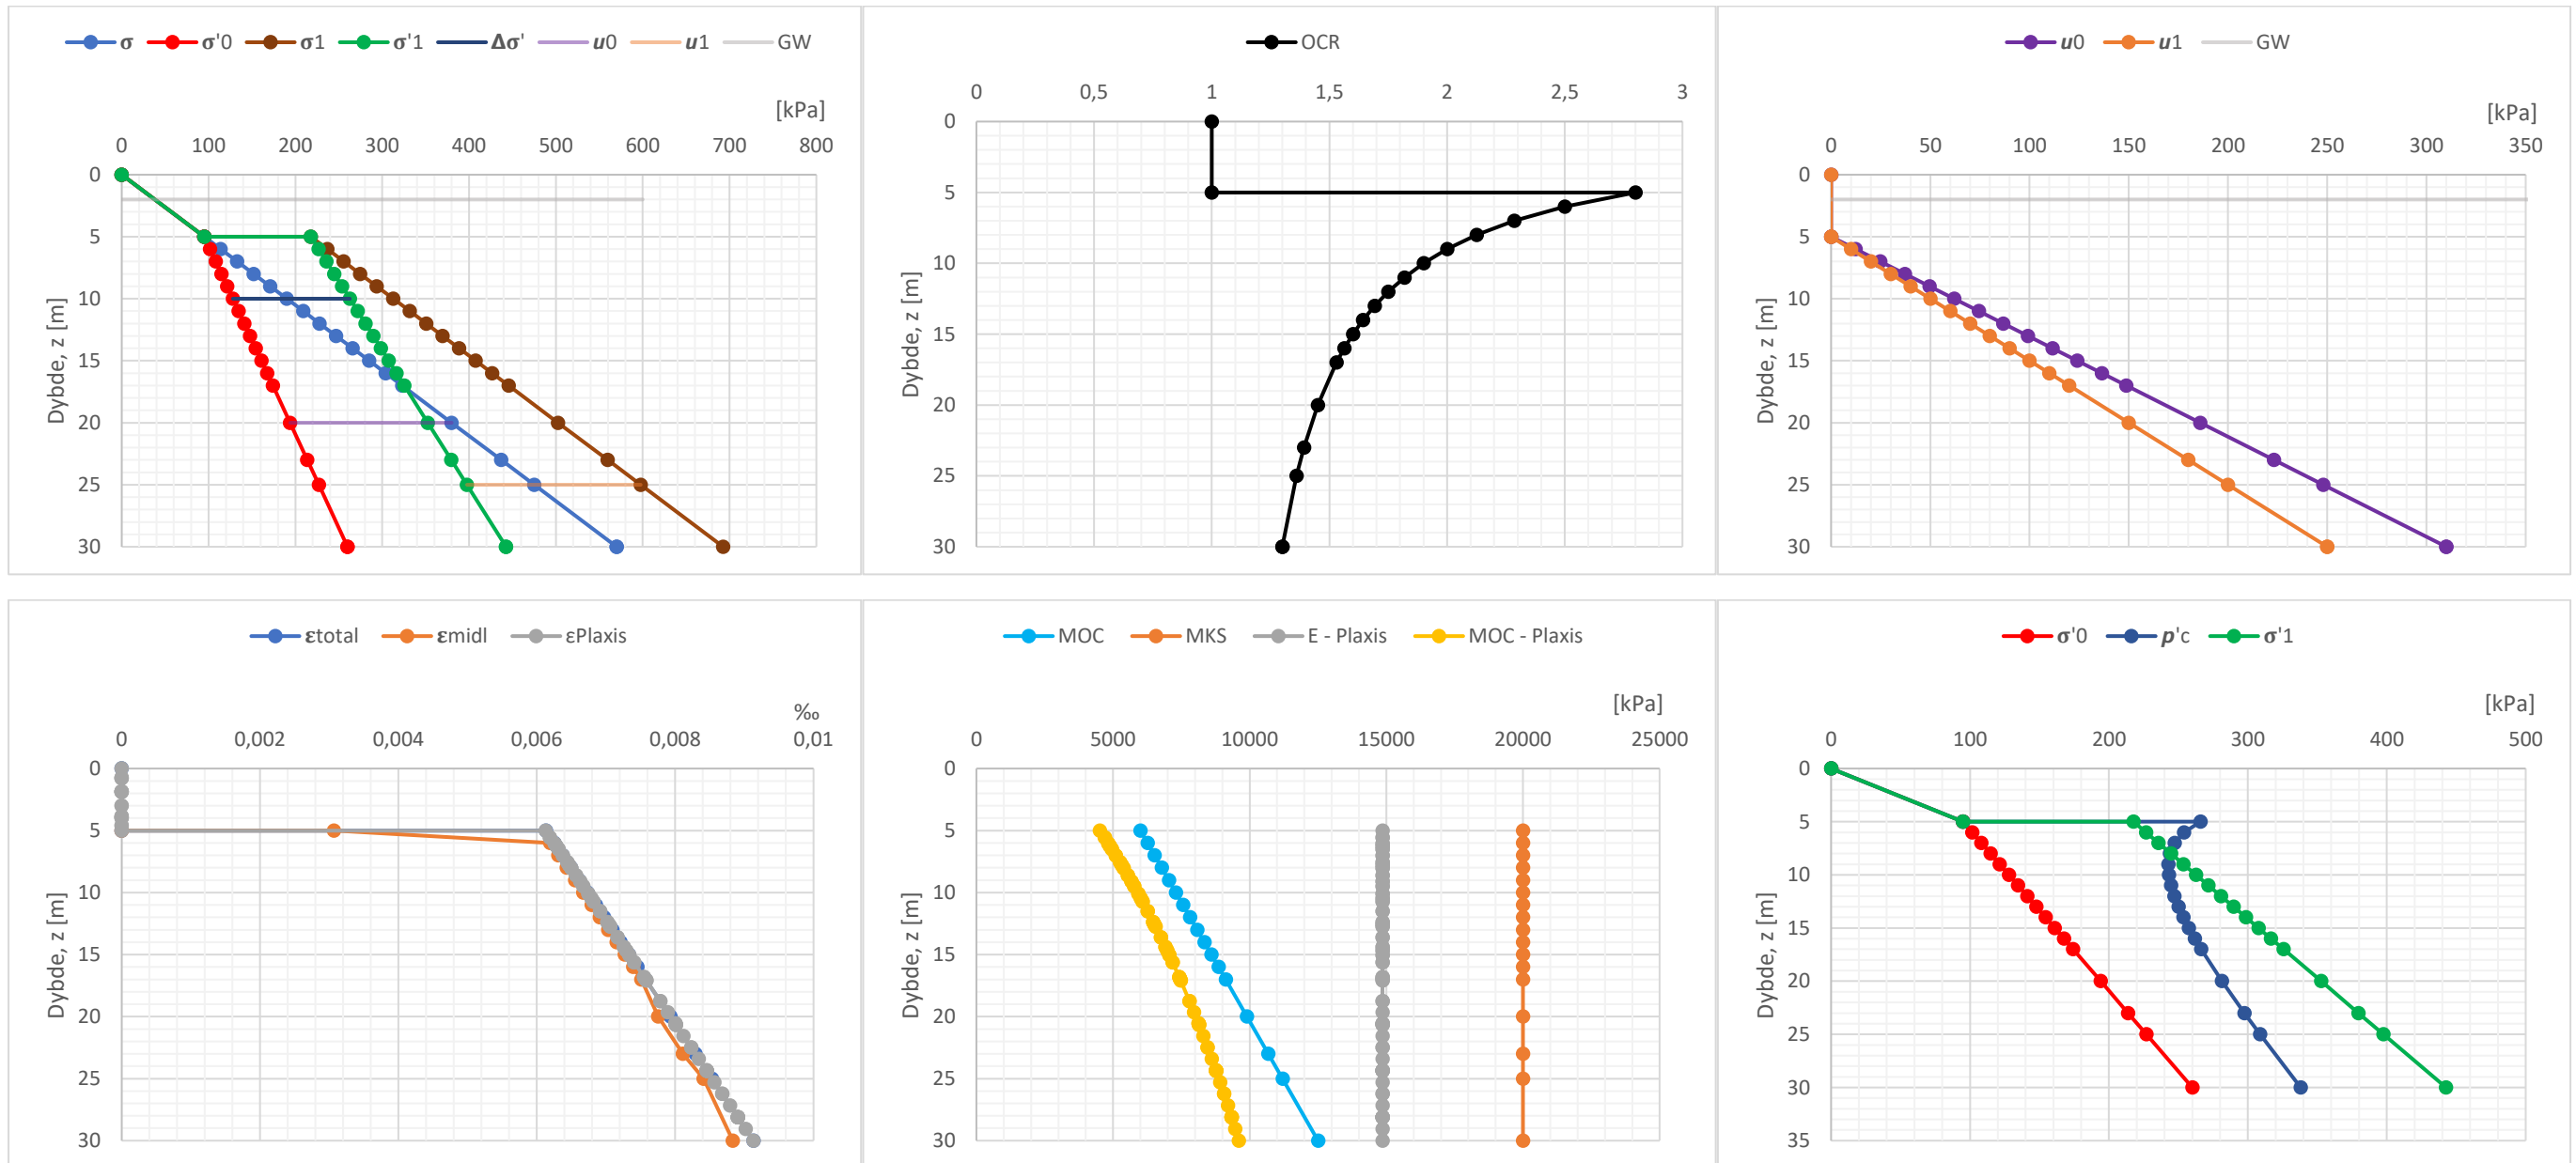 σ σ'0 σ1 σ'1 Δσ' u0 u1 GW
[kPa]
0 100 200 300 400 500 600 700 800
0
5
10
15
20
25
30
Dybde, z [m]
OCR
0 0,5 1 1,5 2 2,5 3
0
5
10
15
20
25
30
Dybde, z [m]
u0 u1 GW
[kPa]
0 50 100 150 200 250 300 350
0
5
10
15
20
25
30
Dybde, z [m]
εtotal εmidl εPlaxis
‰
0 0,002 0,004 0,006 0,008 0,01
0
5
10
15
20
25
30
Dybde, z [m]
MOC MKS E - Plaxis MOC - Plaxis
[kPa]
0 5000 10000 15000 20000 25000
0
5
10
15
20
25
30
Dybde, z [m]
σ'0 p'c σ'1
[kPa]
0 100 200 300 400 500
0
5
10
15
20
25
30
35
Dybde, z [m]